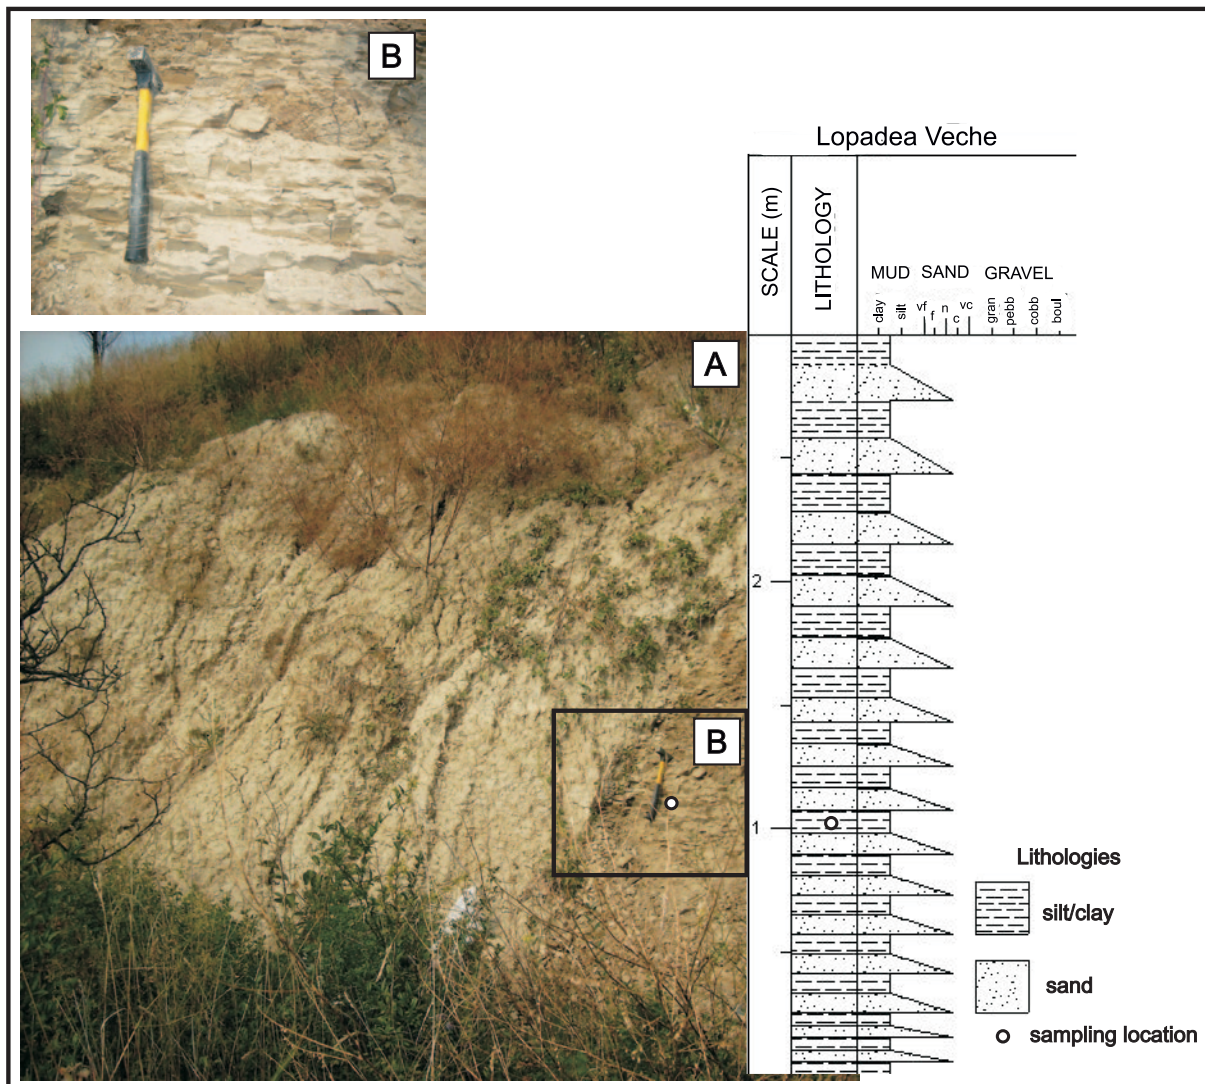 B
Lopadea Veche
SCALE (m)
LITHOLOGY
MUD SAND GRAVEL
clay silt vf f n c vc gran pebb cobb boul
A
2
B
1
Lithologies
silt/clay
sand
sampling location